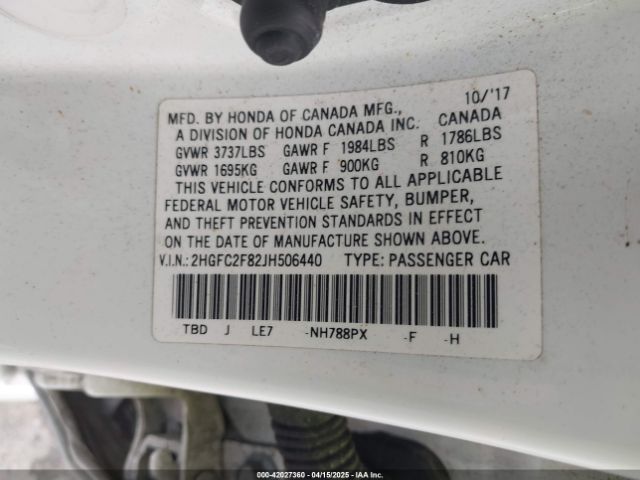 10/'17
MFD. BY HONDA OF CANADA MFG.,
CANADA
A DIVISION OF HONDA CANADA INC.
GVWR 3737LBS GAWR F 1984LBS R 1786LBS
GVWR 1695KG GAWR F 900KG R 810KG
THIS VEHICLE CONFORMS TO ALL APPLICABLE
FEDERAL MOTOR VEHICLE SAFETY, BUMPER,
AND THEFT PREVENTION STANDARDS IN EFFECT
ON THE DATE OF MANUFACTURE SHOWN ABOVE.
V.I.N.: 2HGFC2F82JH506440 TYPE: PASSENGER CAR
TBD J LE7 -NH788PX -F -H
000-42027360 - 04/15/2025 - IAA Inc.